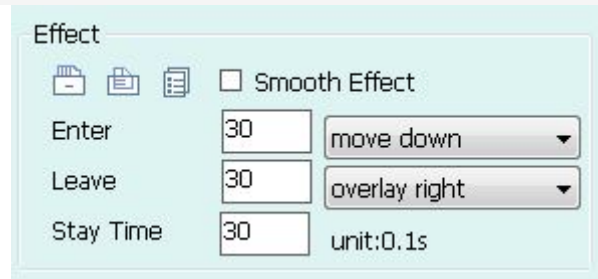 Effect
Smooth Effect
Enter 30 move down
Leave 30 overlay right
Stay Time 30 unit:0.1s